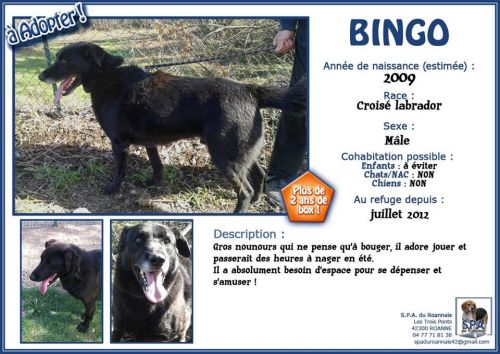 à Adopter !
BINGO
Année de naissance (estimée) :
2009
Race :
Croisé labrador
Sexe :
Mâle
Cohabitation possible :
Enfants : à éviter
Chats/NAC : NON
Chiens : NON
Au refuge depuis :
juillet 2012
Plus de
2 ans de
box !
Description :
Gros nounours qui ne pense qu'à bouger, il adore jouer et
passerait des heures à nager en été.
Il a absolument besoin d'espace pour se dépenser et
s'amuser !
S.P.A. du Roannais
Les Trois Ponts
42300 ROANNE
04 77 71 81 38
spaduroannais42@gmail.com
S.P.A